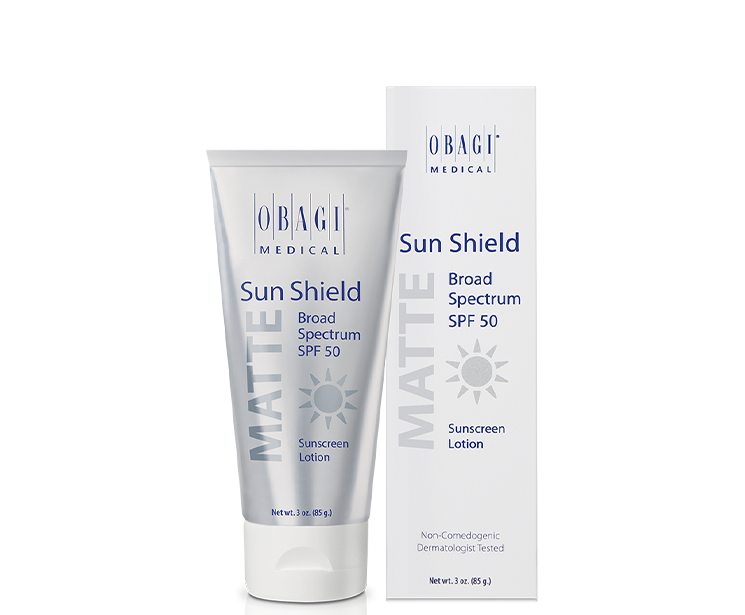 OBAGI®
MEDICAL
Sun Shield
MATTE
Broad
Spectrum
SPF 50
Sunscreen
Lotion
Net wt. 3 oz. (85 g.)
OBAGI®
MEDICAL
Sun Shield
MATTE
Broad
Spectrum
SPF 50
Sunscreen
Lotion
Non-Comedogenic
Dermatologist Tested
Net wt. 3 oz. (85 g.)